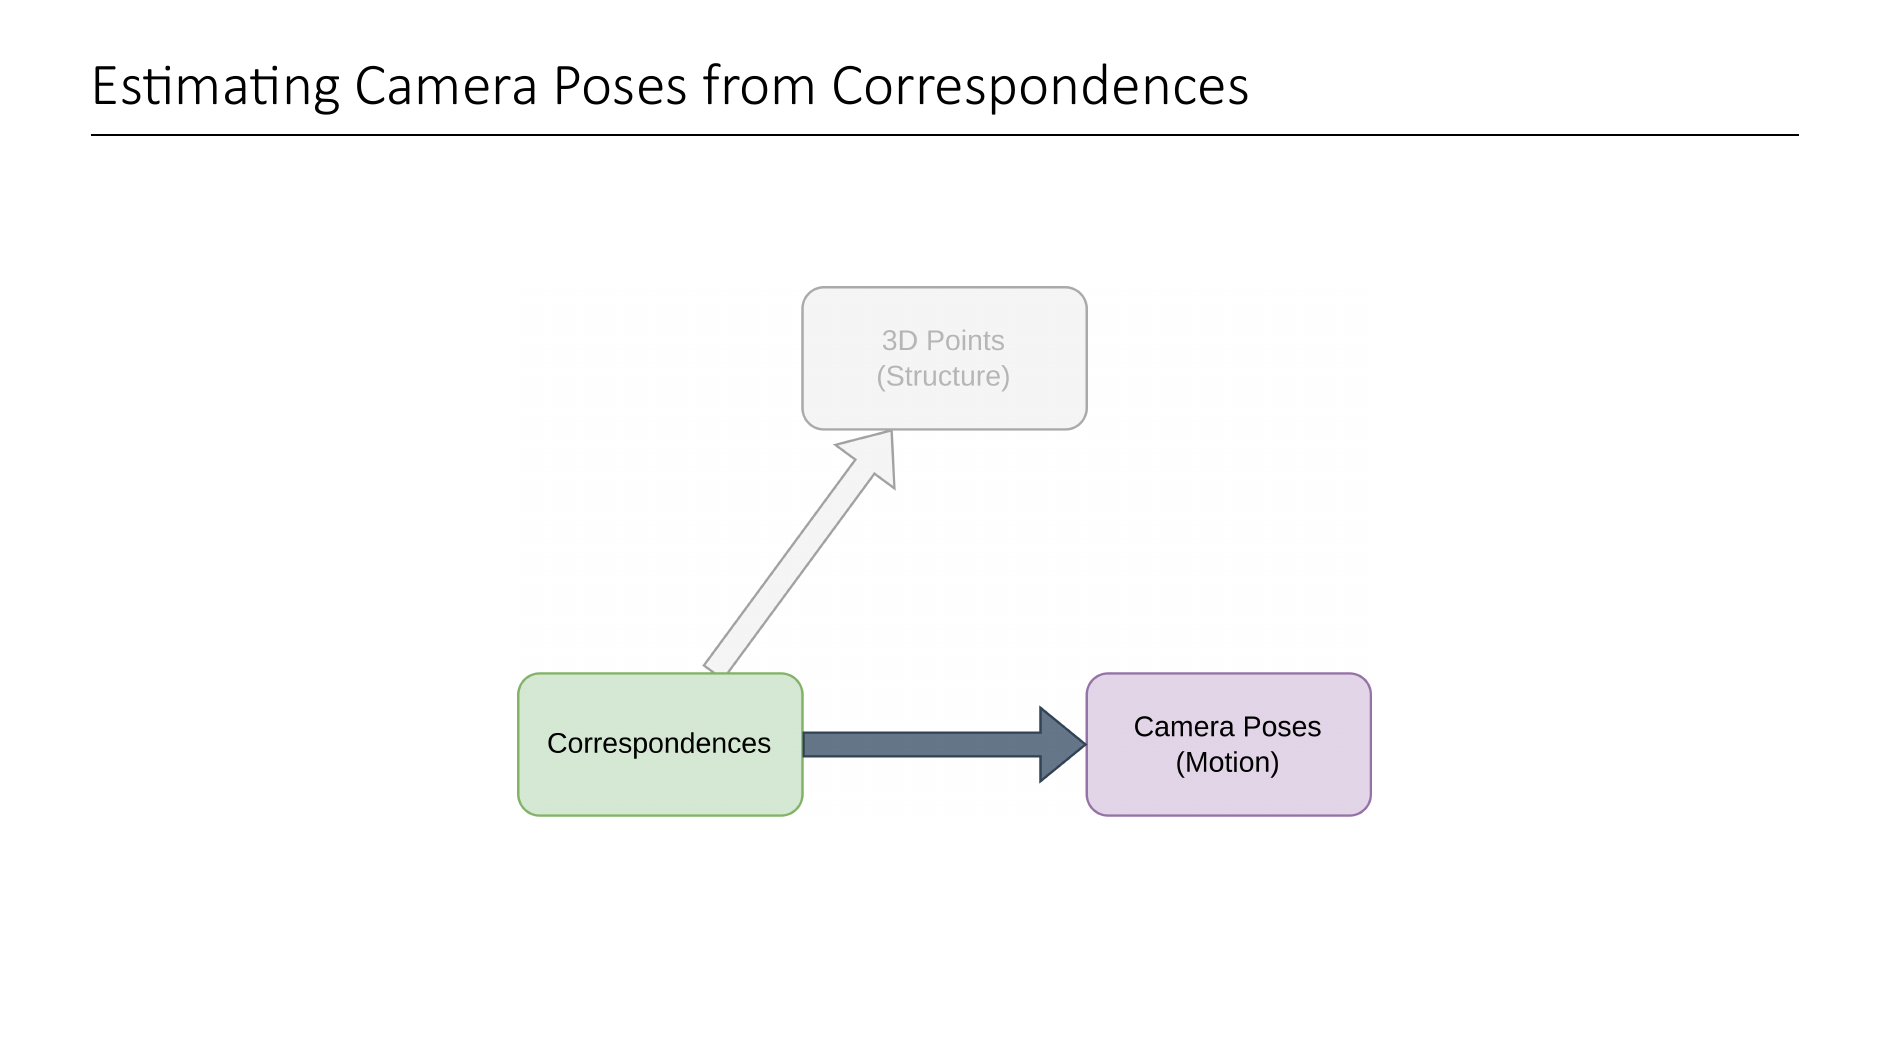 Estimating Camera Poses from Correspondences
3D Points
(Structure)
Correspondences
Camera Poses
(Motion)